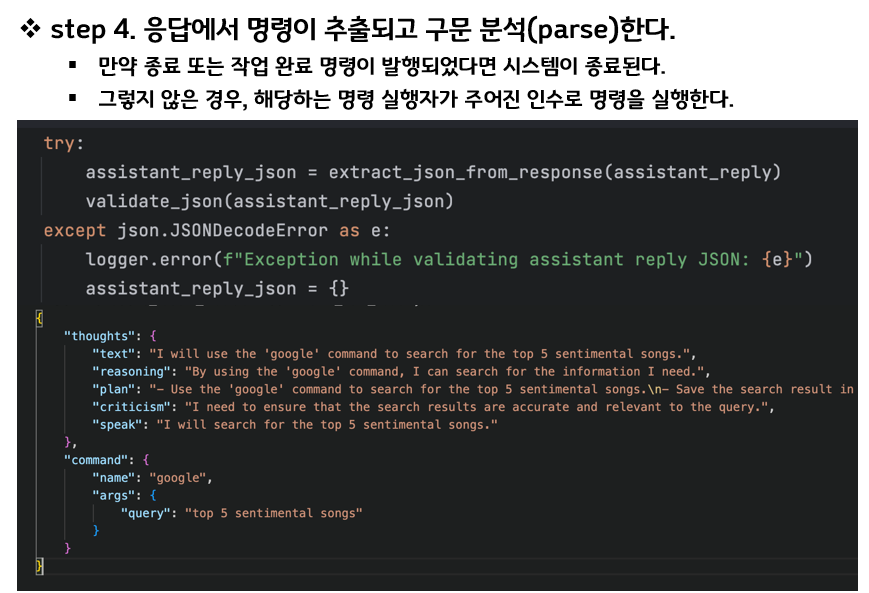 ❖ step 4. 응답에서 명령이 추출되고 구문 분석(parse)한다.
▪ 만약 종료 또는 작업 완료 명령이 발행되었다면 시스템이 종료된다.
▪ 그렇지 않은 경우, 해당하는 명령 실행자가 주어진 인수로 명령을 실행한다.
try:
    assistant_reply_json = extract_json_from_response(assistant_reply)
    validate_json(assistant_reply_json)
except json.JSONDecodeError as e:
    logger.error(f"Exception while validating assistant reply JSON: {e}")
    assistant_reply_json = {}
{
    "thoughts": {
        "text": "I will use the 'google' command to search for the top 5 sentimental songs.",
        "reasoning": "By using the 'google' command, I can search for the information I need.",
        "plan": "- Use the 'google' command to search for the top 5 sentimental songs.\n- Save the search result in
        "criticism": "I need to ensure that the search results are accurate and relevant to the query.",
        "speak": "I will search for the top 5 sentimental songs."
    },
    "command": {
        "name": "google",
        "args": {
            "query": "top 5 sentimental songs"
        }
    }
}